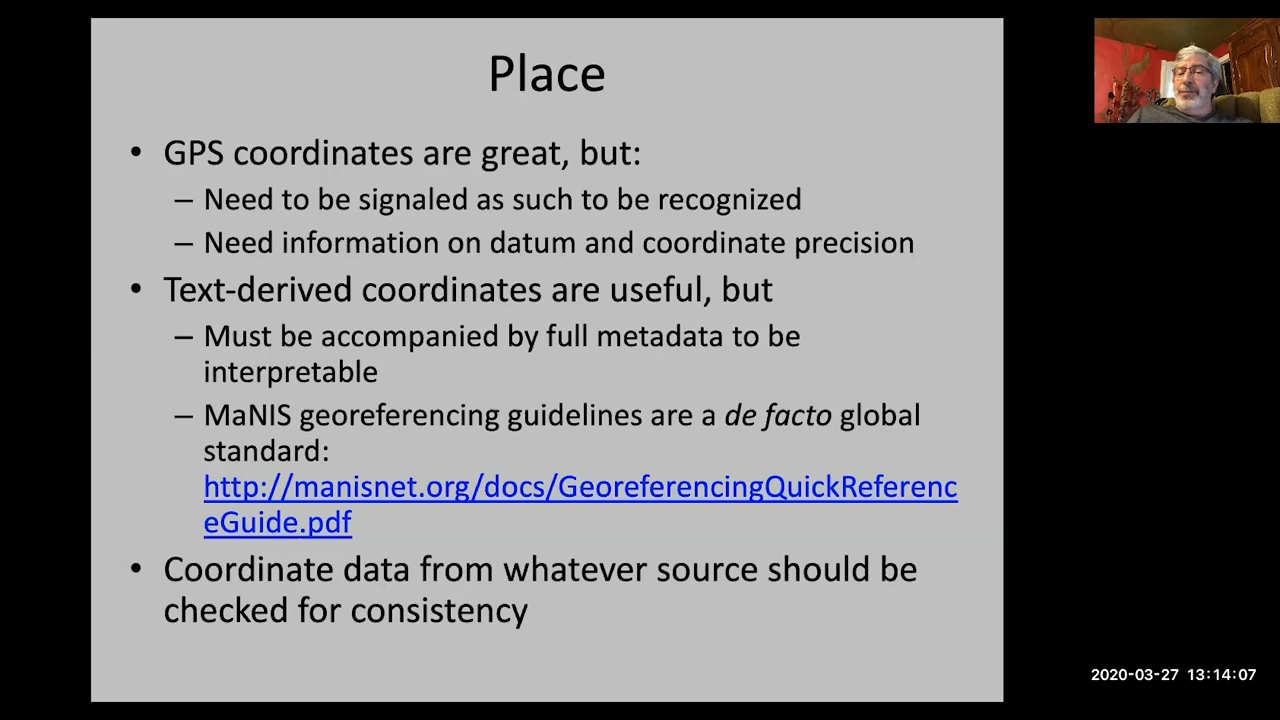 Place
• GPS coordinates are great, but:
– Need to be signaled as such to be recognized
– Need information on datum and coordinate precision
• Text-derived coordinates are useful, but
– Must be accompanied by full metadata to be
interpretable
– MaNIS georeferencing guidelines are a de facto global
standard:
http://manisnet.org/docs/GeoreferencingQuickReferenc
eGuide.pdf
• Coordinate data from whatever source should be
checked for consistency
2020-03-27 13:14:07